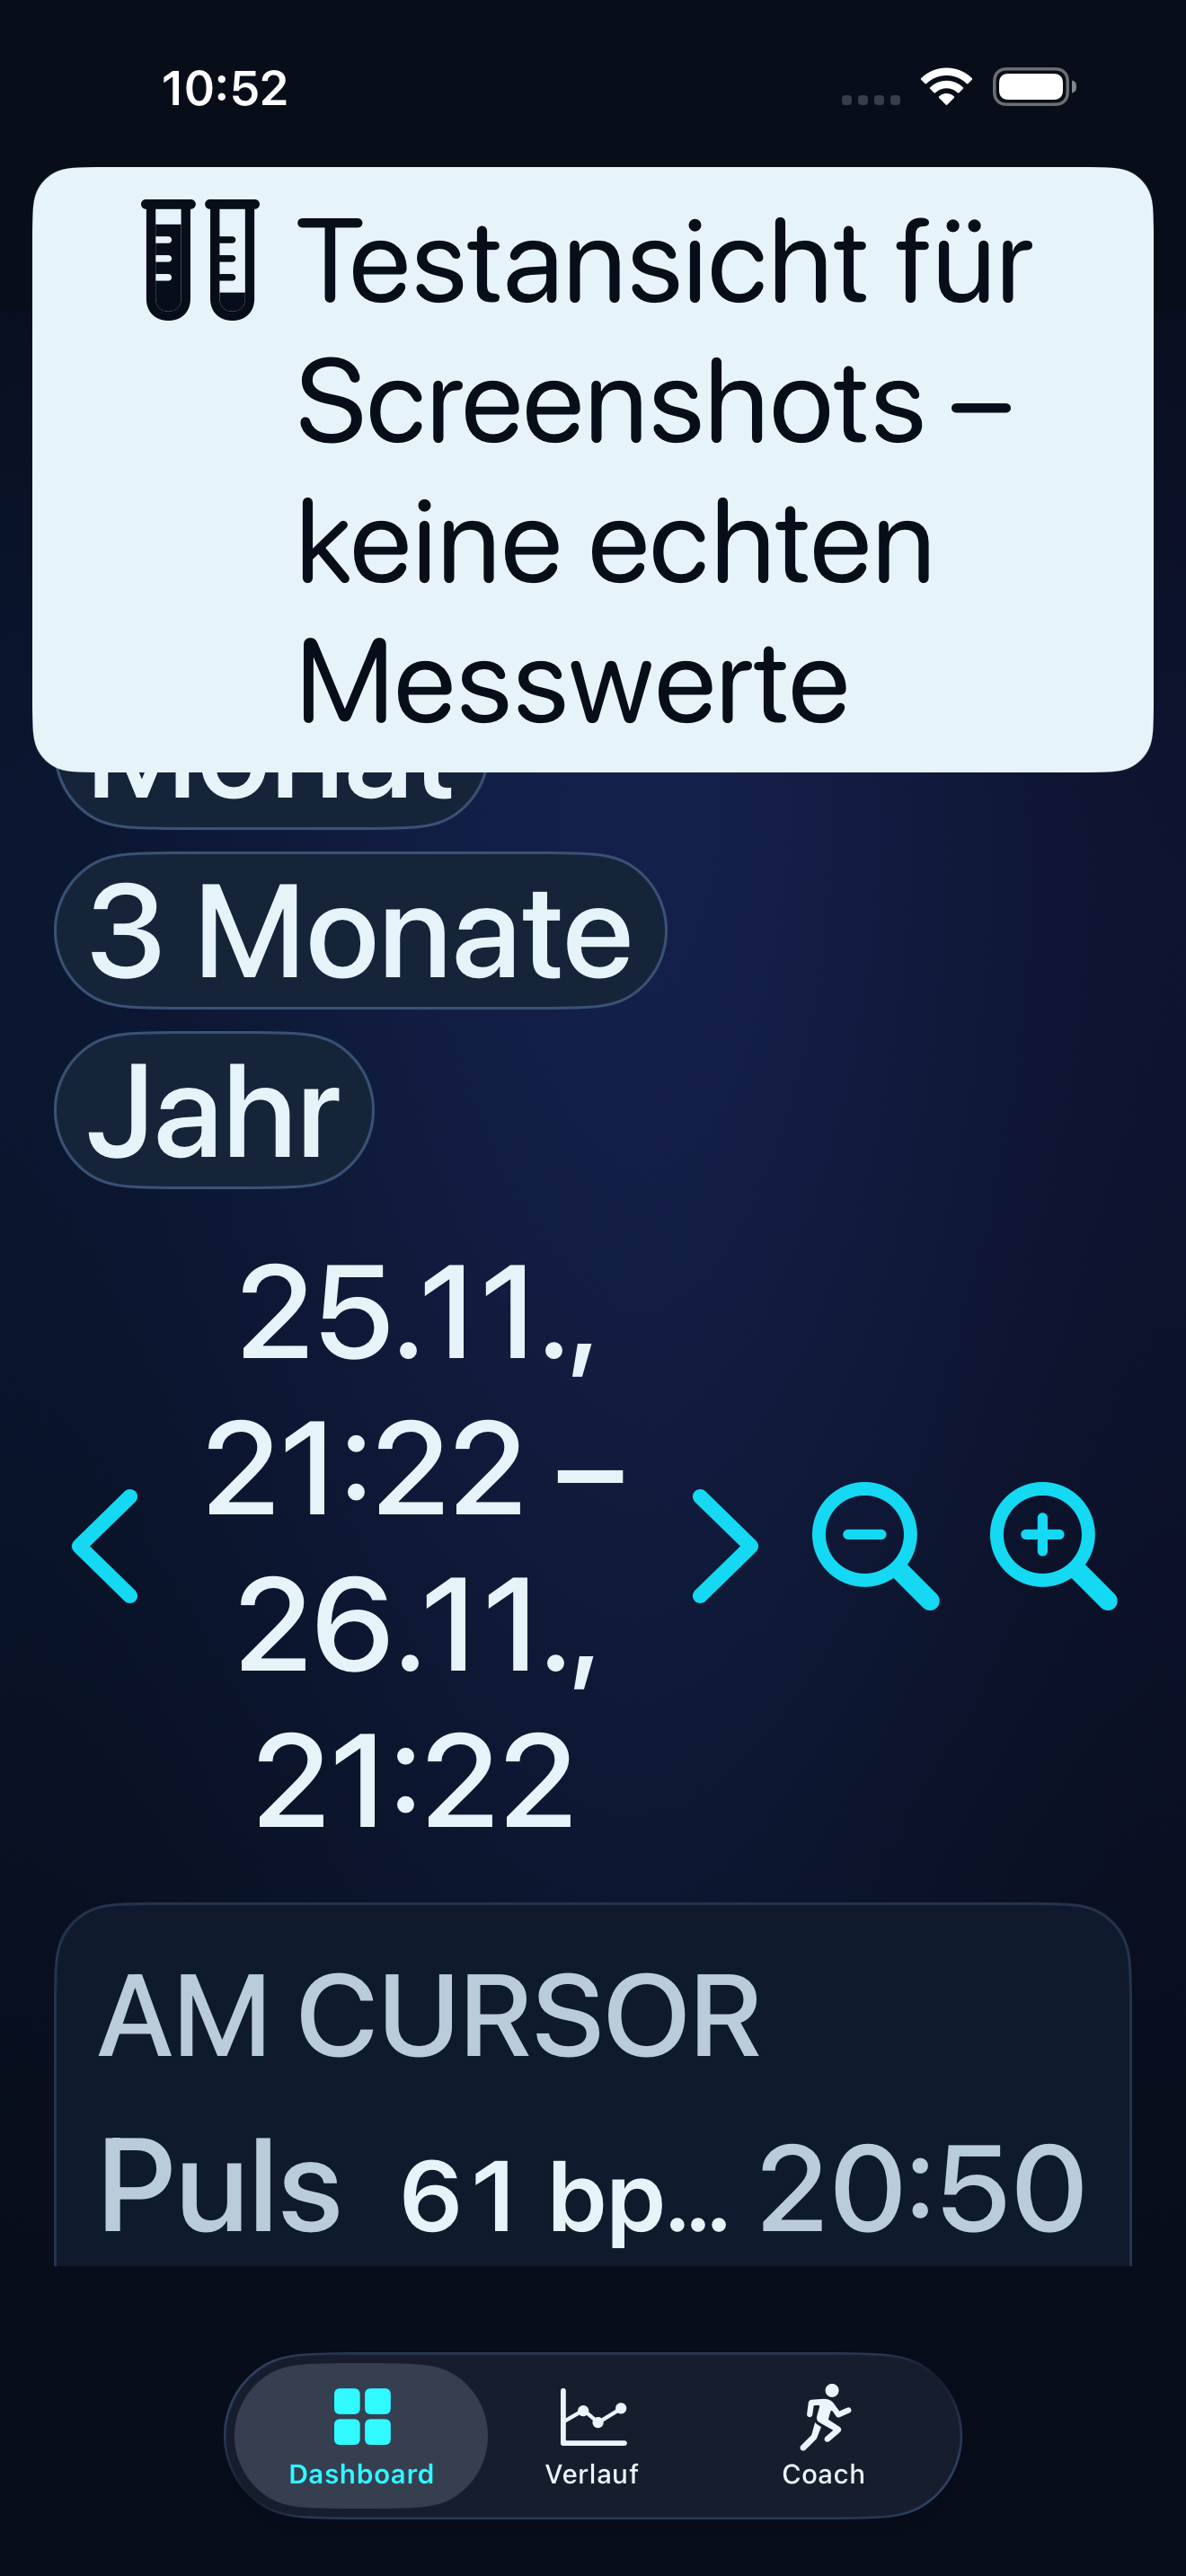 10:52
Testansicht für
Screenshots –
keine echten
Messwerte
Monat
3 Monate
Jahr
25.11.,
21:22 –
26.11.,
21:22
AM CURSOR
Puls 61 bp... 20:50
Dashboard Verlauf Coach